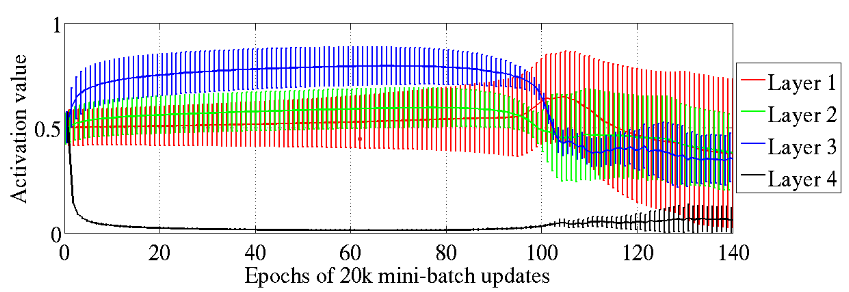 1
0.5
0
Activation value
0 20 40 60 80 100 120 140
Epochs of 20k mini-batch updates
Layer 1
Layer 2
Layer 3
Layer 4